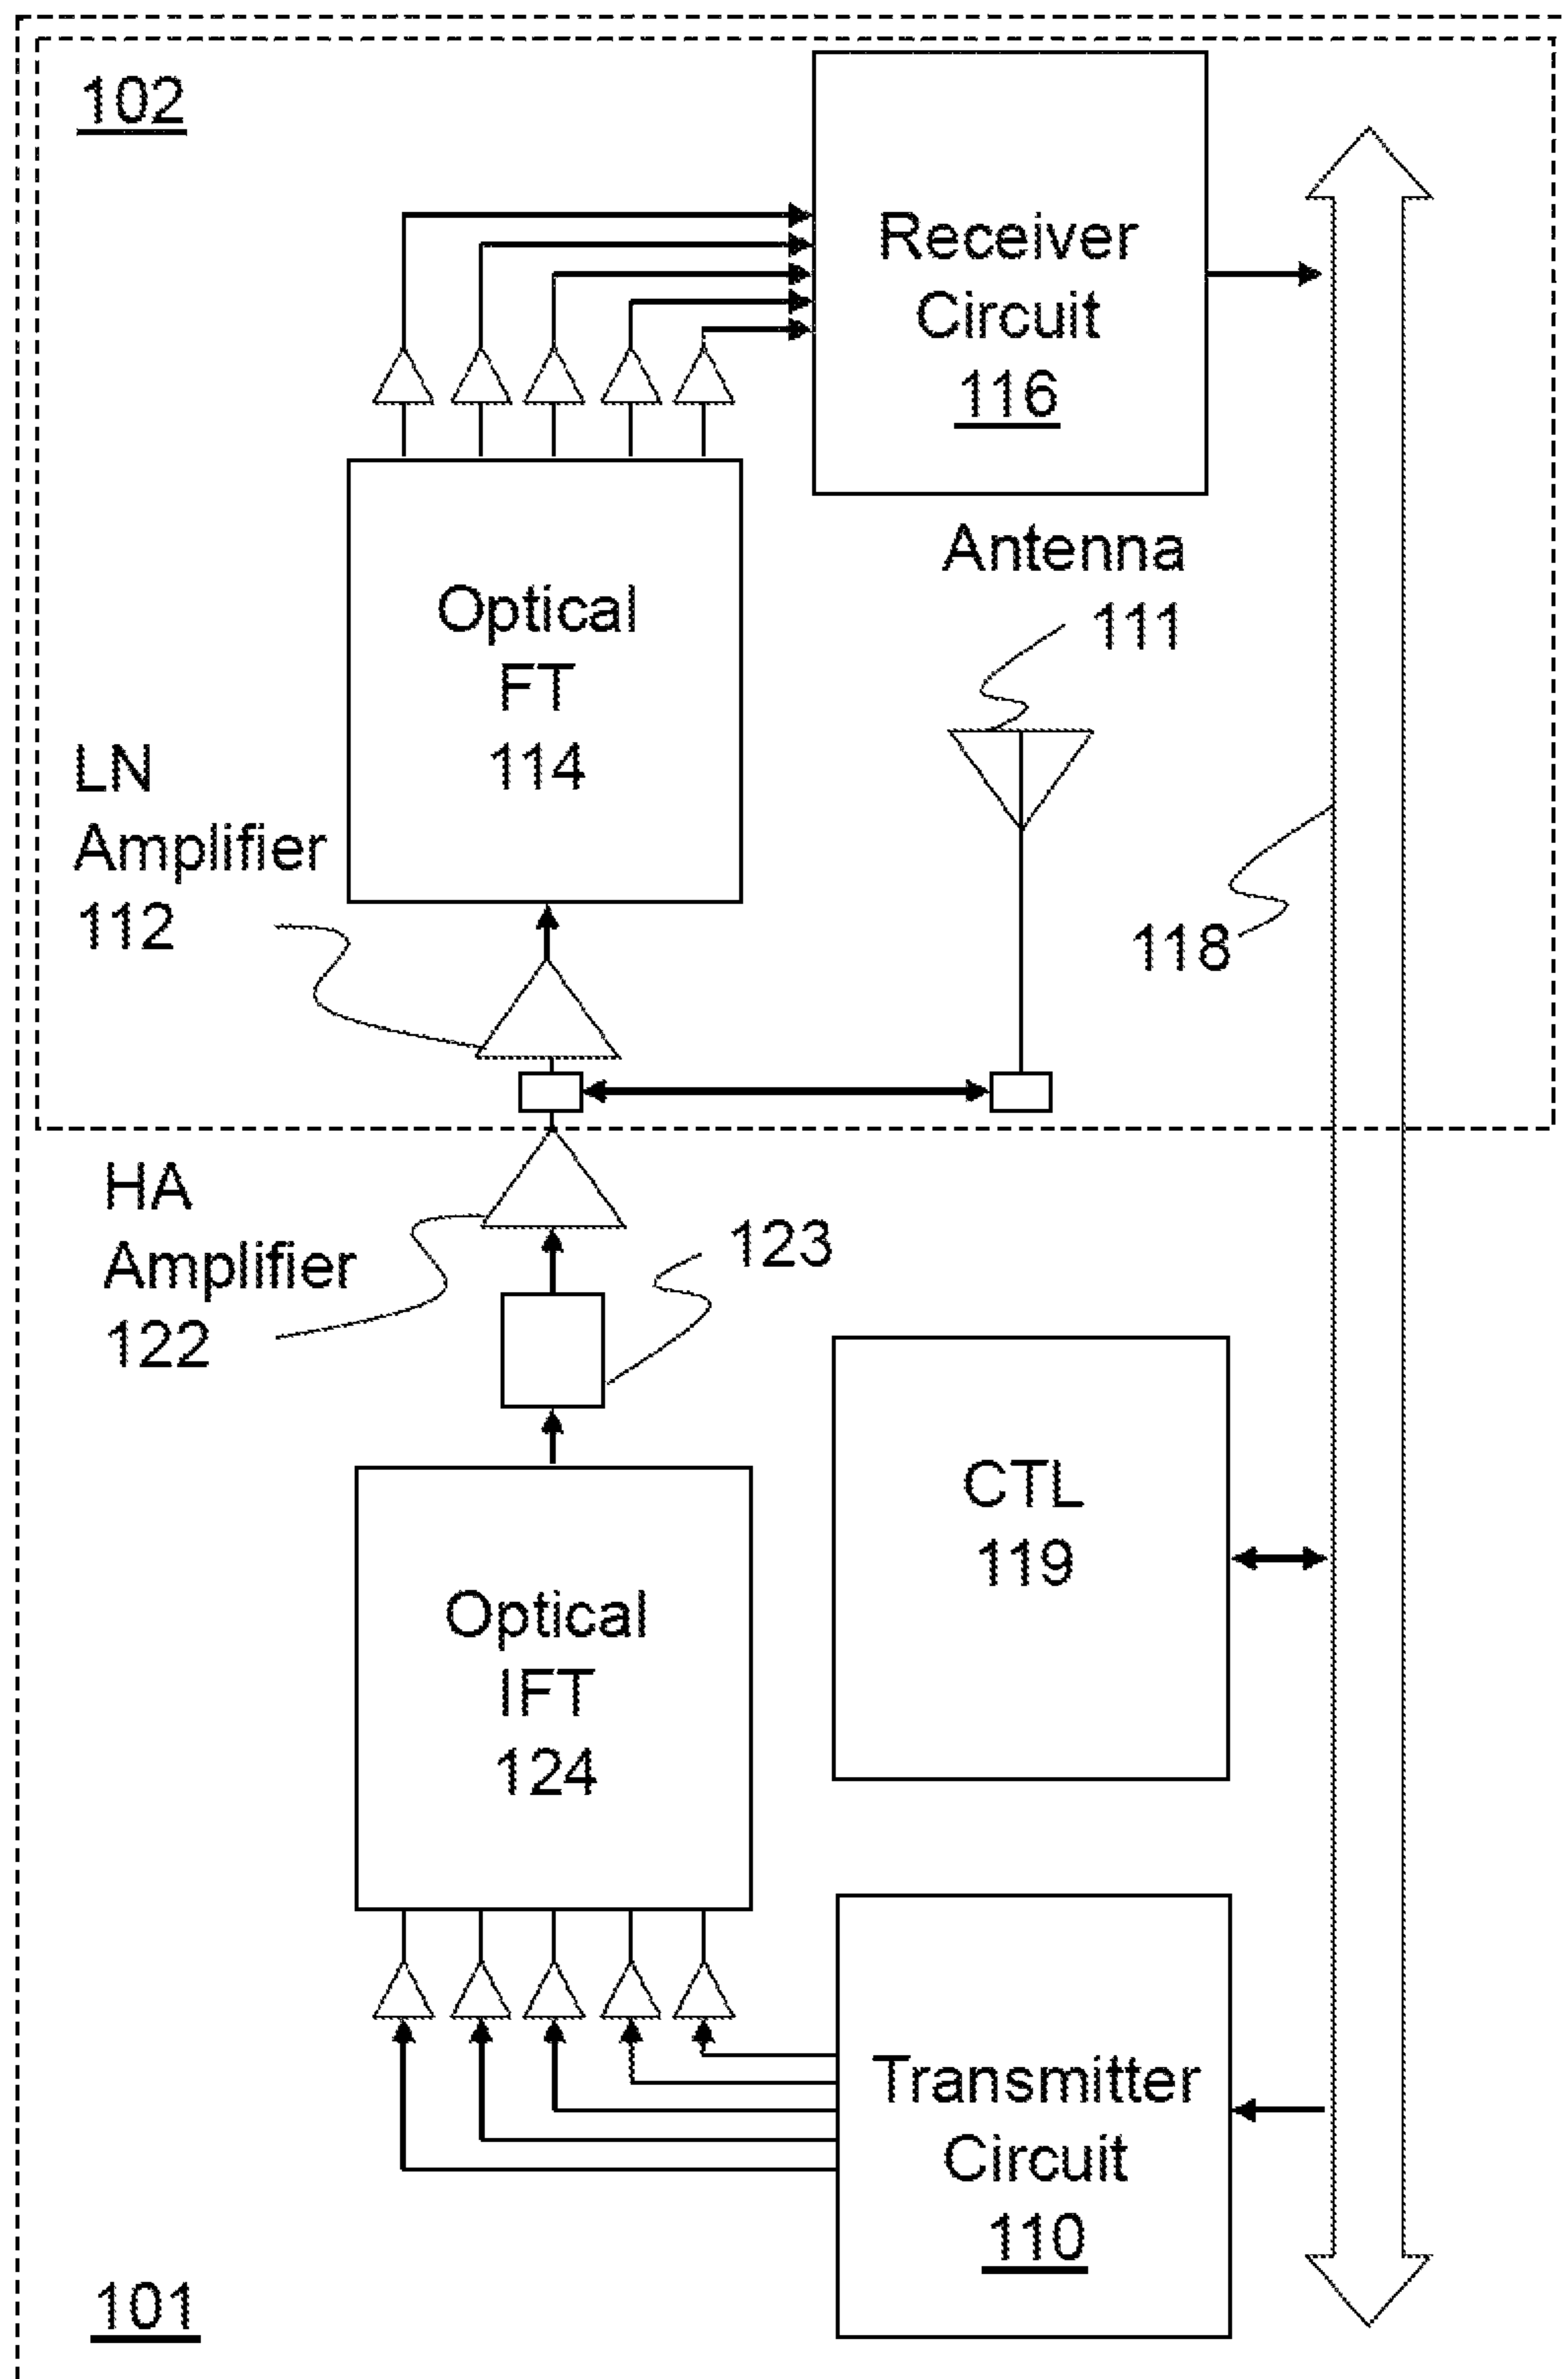 102
Receiver
Circuit
116
Antenna
111
Optical
FT
114
LN
Amplifier
112
118
HA
Amplifier
122
123
CTL
119
Optical
IFT
124
Transmitter
Circuit
110
101